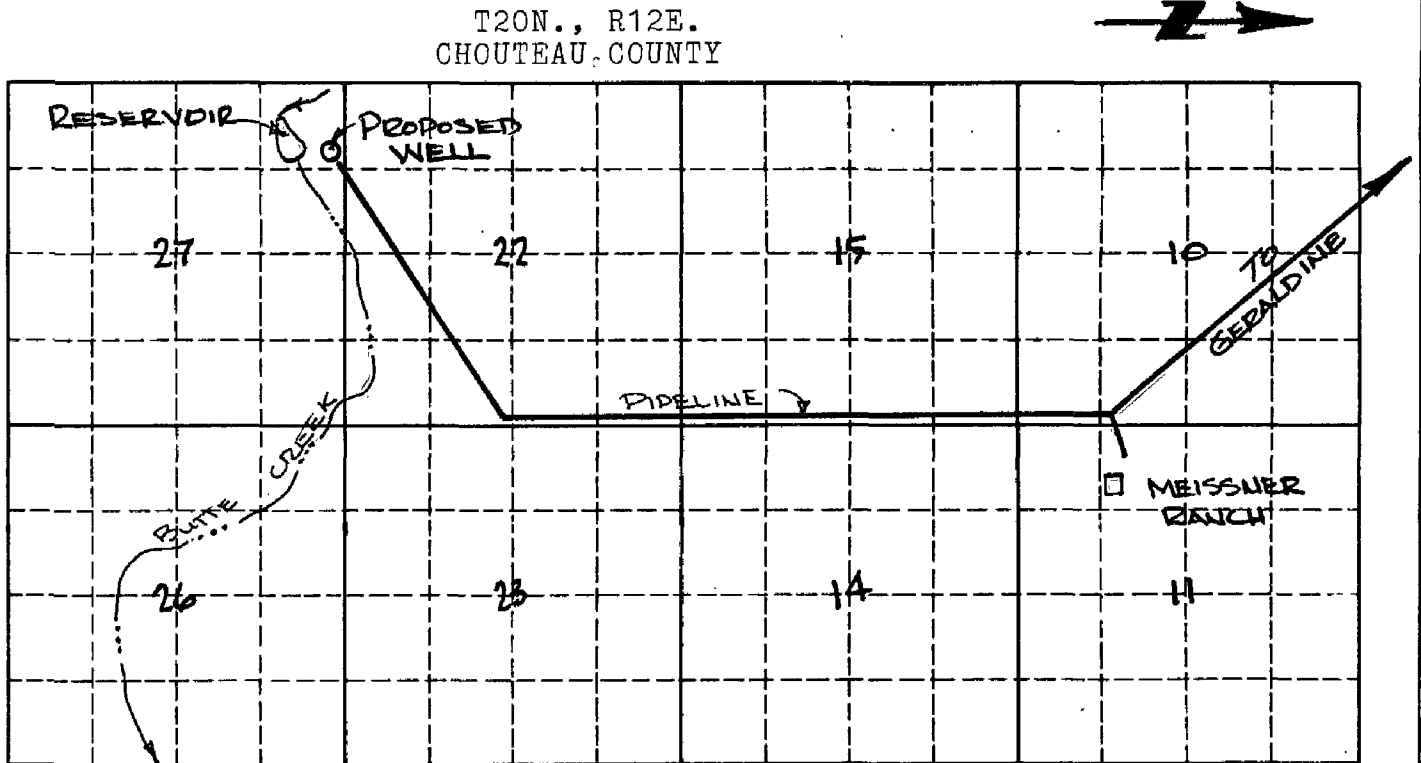 T20N., R12E.
CHOUTEAU COUNTY
N
RESERVOIR
PROPOSED
WELL
27
22
15
10
TO
GERALDINE
PIPELINE
BUTTE CREEK
MEISSNER
RANCH
26
23
14
11